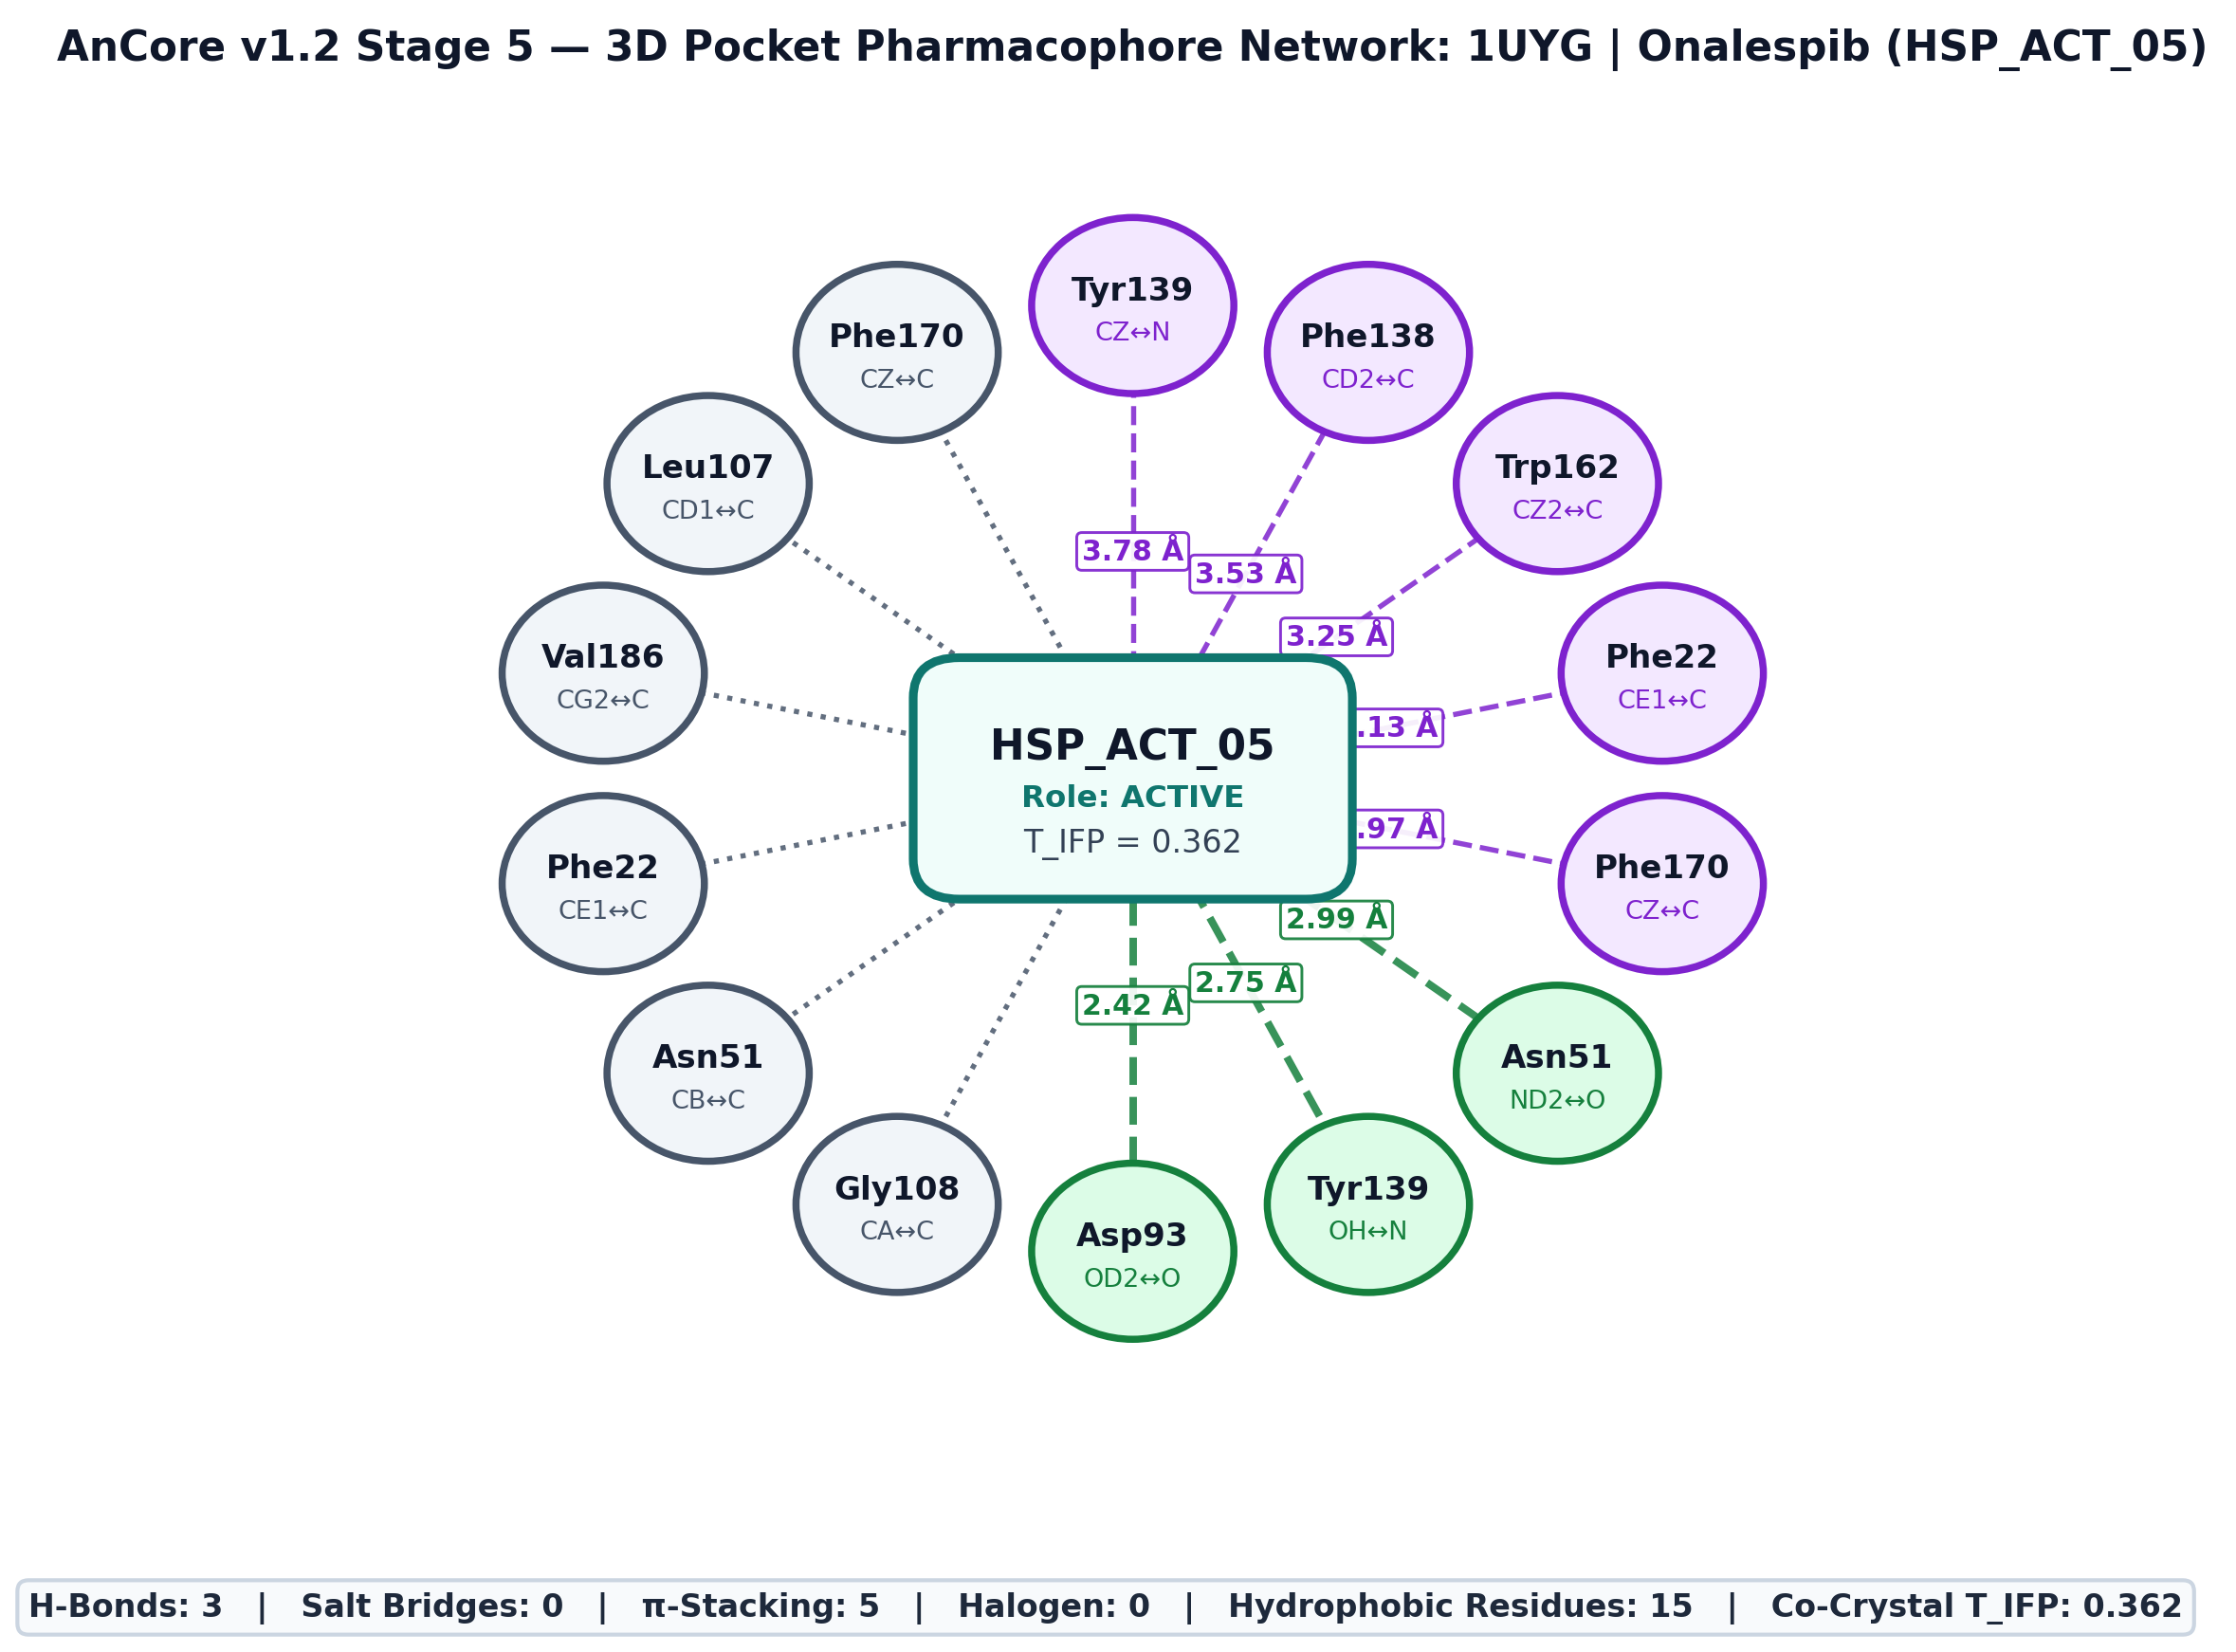 AnCore v1.2 Stage 5 — 3D Pocket Pharmacophore Network: 1UYG | Onalespib (HSP_ACT_05)
Tyr139
CZ↔N
Phe170
CZ↔C
Phe138
CD2↔C
Leu107
CD1↔C
Trp162
CZ2↔C
3.78 Å
3.53 Å
3.25 Å
Val186
CG2↔C
Phe22
CE1↔C
.13 Å
HSP_ACT_05
Role: ACTIVE
T_IFP = 0.362
.97 Å
Phe22
CE1↔C
Phe170
CZ↔C
2.99 Å
2.75 Å
2.42 Å
Asn51
CB↔C
Asn51
ND2↔O
Gly108
CA↔C
Tyr139
OH↔N
Asp93
OD2↔O
H-Bonds: 3 | Salt Bridges: 0 | π-Stacking: 5 | Halogen: 0 | Hydrophobic Residues: 15 | Co-Crystal T_IFP: 0.362